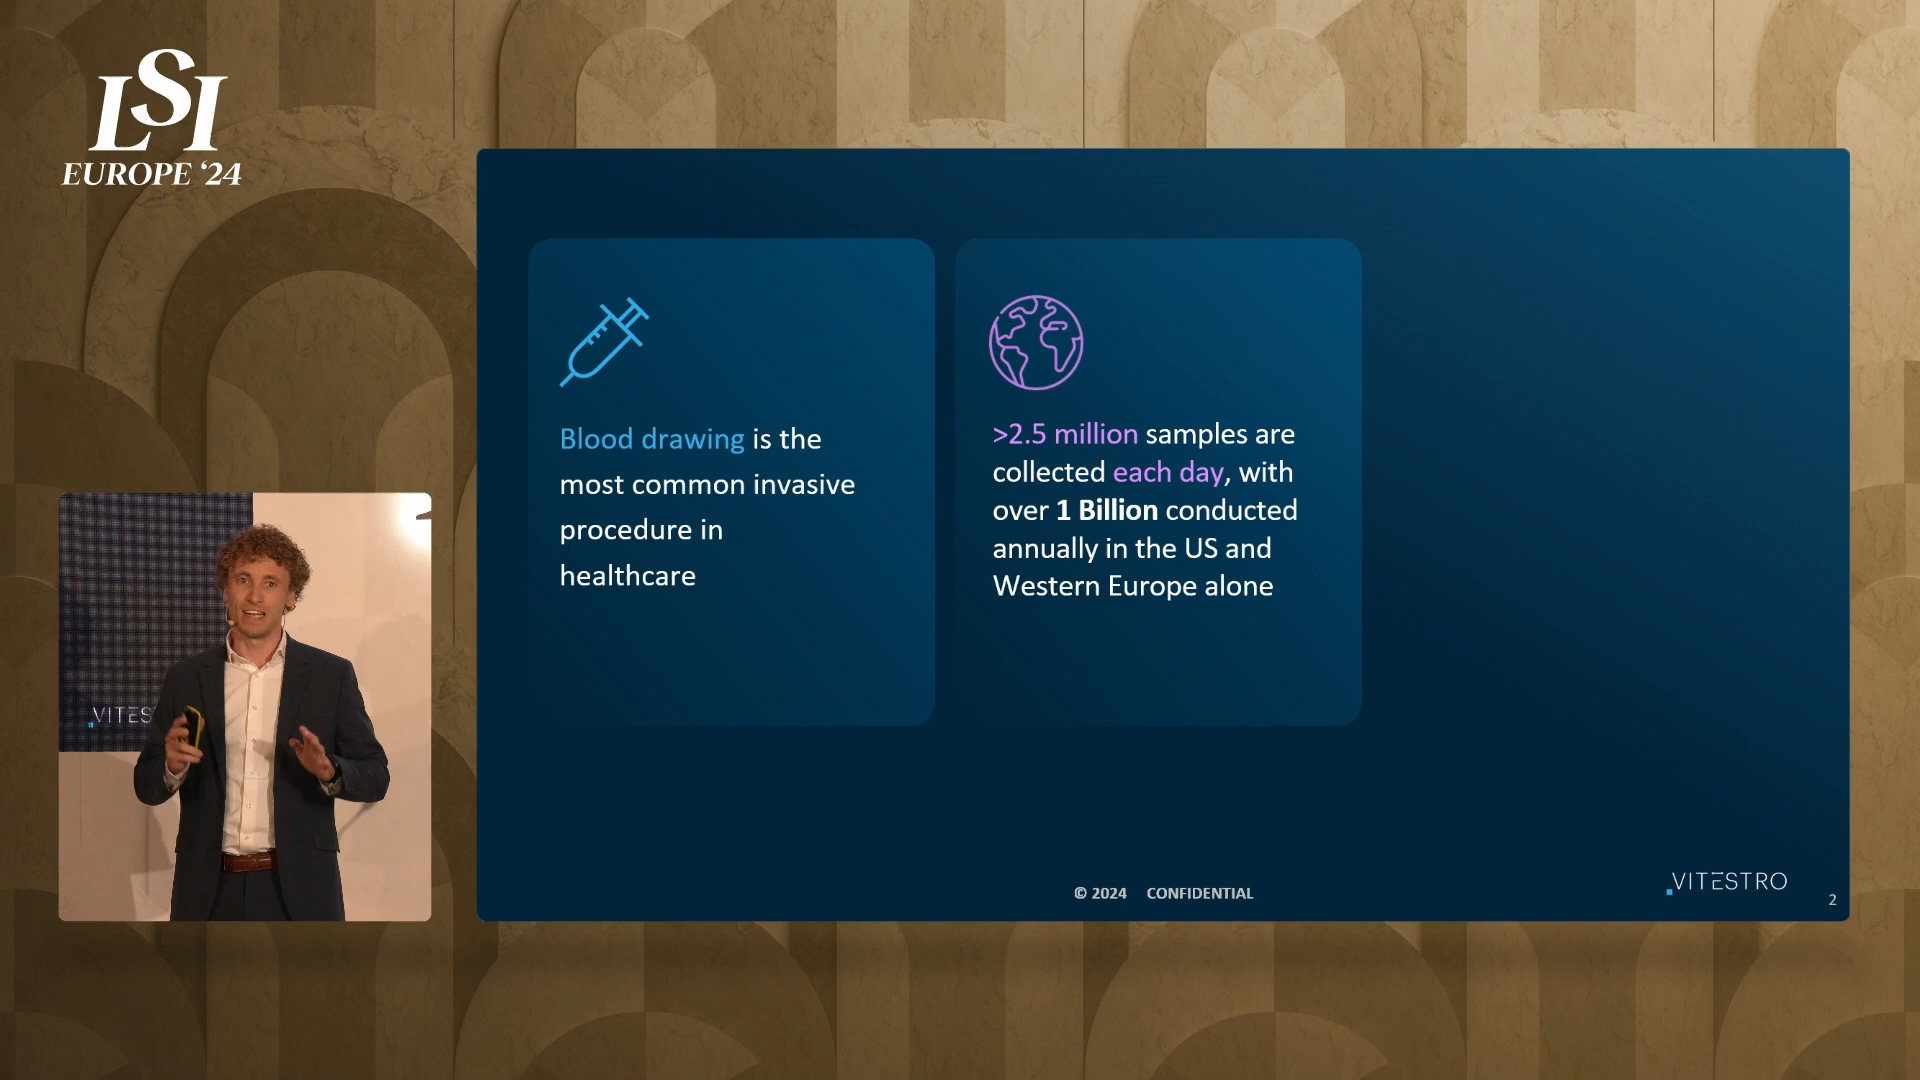 LSI
EUROPE ‘24
Blood drawing is the
most common invasive
procedure in
healthcare
>2.5 million samples are
collected each day, with
over 1 Billion conducted
annually in the US and
Western Europe alone
VITES
© 2024 CONFIDENTIAL
VITESTRO
2